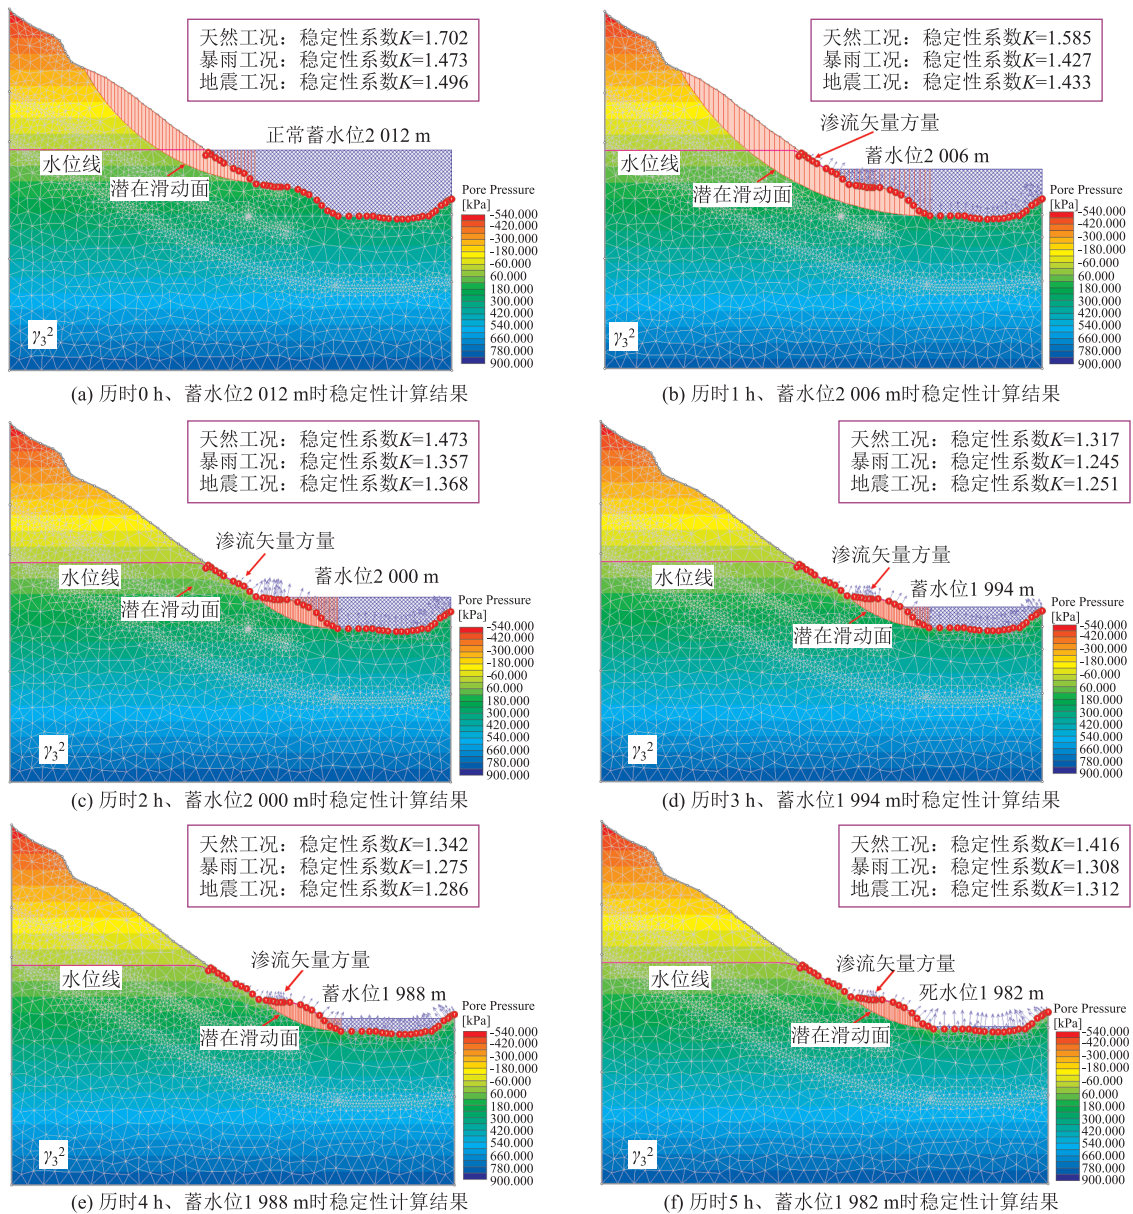 天然工况：稳定性系数K=1.702
暴雨工况：稳定性系数K=1.473
地震工况：稳定性系数K=1.496
正常蓄水位2 012 m
水位线
潜在滑动面
Pore Pressure
[kPa]
-540.000
-420.000
-300.000
-180.000
-60.000
60.000
180.000
300.000
420.000
540.000
660.000
780.000
900.000
γ₃²
(a) 历时0 h、蓄水位2 012 m时稳定性计算结果
天然工况：稳定性系数K=1.585
暴雨工况：稳定性系数K=1.427
地震工况：稳定性系数K=1.433
渗流矢量方量
蓄水位2 006 m
水位线
潜在滑动面
Pore Pressure
[kPa]
-540.000
-420.000
-300.000
-180.000
-60.000
60.000
180.000
300.000
420.000
540.000
660.000
780.000
900.000
γ₃²
(b) 历时1 h、蓄水位2 006 m时稳定性计算结果
天然工况：稳定性系数K=1.473
暴雨工况：稳定性系数K=1.357
地震工况：稳定性系数K=1.368
渗流矢量方量
蓄水位2 000 m
水位线
潜在滑动面
Pore Pressure
[kPa]
-540.000
-420.000
-300.000
-180.000
-60.000
60.000
180.000
300.000
420.000
540.000
660.000
780.000
900.000
γ₃²
(c) 历时2 h、蓄水位2 000 m时稳定性计算结果
天然工况：稳定性系数K=1.317
暴雨工况：稳定性系数K=1.245
地震工况：稳定性系数K=1.251
渗流矢量方量
蓄水位1 994 m
水位线
潜在滑动面
Pore Pressure
[kPa]
-540.000
-420.000
-300.000
-180.000
-60.000
60.000
180.000
300.000
420.000
540.000
660.000
780.000
900.000
γ₃²
(d) 历时3 h、蓄水位1 994 m时稳定性计算结果
天然工况：稳定性系数K=1.342
暴雨工况：稳定性系数K=1.275
地震工况：稳定性系数K=1.286
渗流矢量方量
蓄水位1 988 m
水位线
潜在滑动面
Pore Pressure
[kPa]
-540.000
-420.000
-300.000
-180.000
-60.000
60.000
180.000
300.000
420.000
540.000
660.000
780.000
900.000
γ₃²
(e) 历时4 h、蓄水位1 988 m时稳定性计算结果
天然工况：稳定性系数K=1.416
暴雨工况：稳定性系数K=1.308
地震工况：稳定性系数K=1.312
渗流矢量方量
死水位1 982 m
水位线
潜在滑动面
Pore Pressure
[kPa]
-540.000
-420.000
-300.000
-180.000
-60.000
60.000
180.000
300.000
420.000
540.000
660.000
780.000
900.000
γ₃²
(f) 历时5 h、蓄水位1 982 m时稳定性计算结果